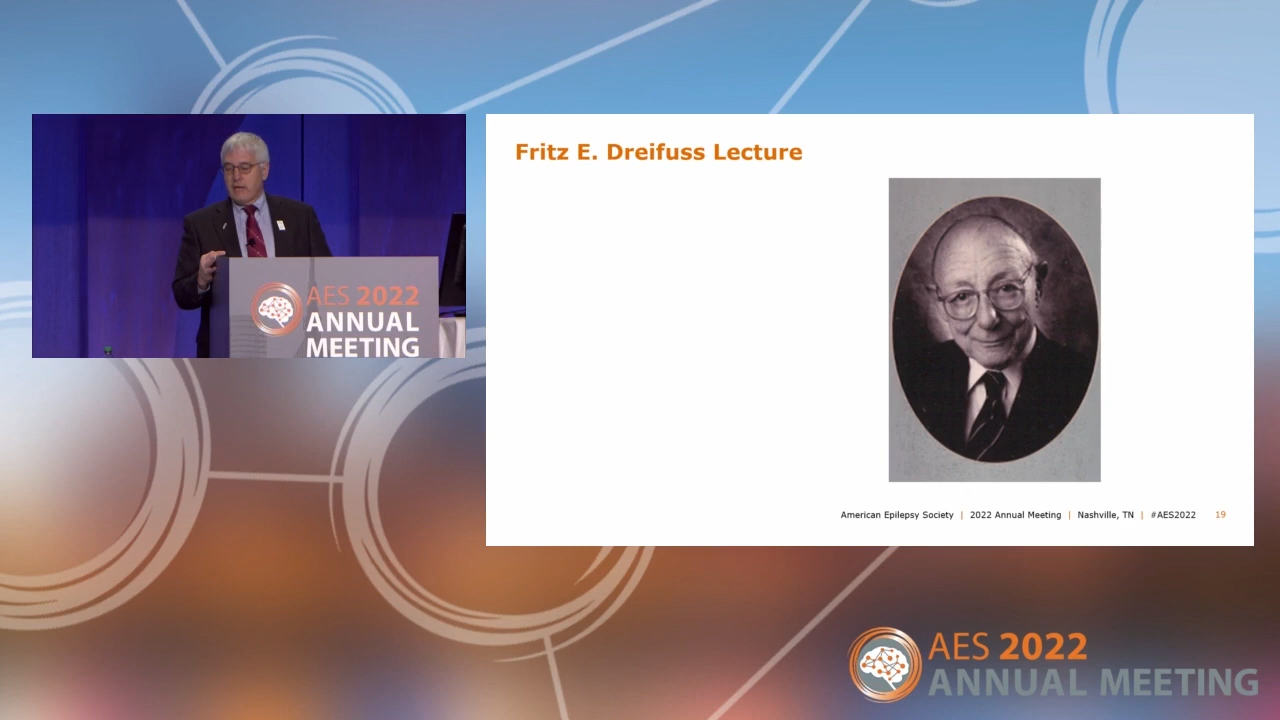 AES 2022
ANNUAL
MEETING
Fritz E. Dreifuss Lecture
American Epilepsy Society | 2022 Annual Meeting | Nashville, TN | #AES2022 19
AES 2022
ANNUAL MEETING